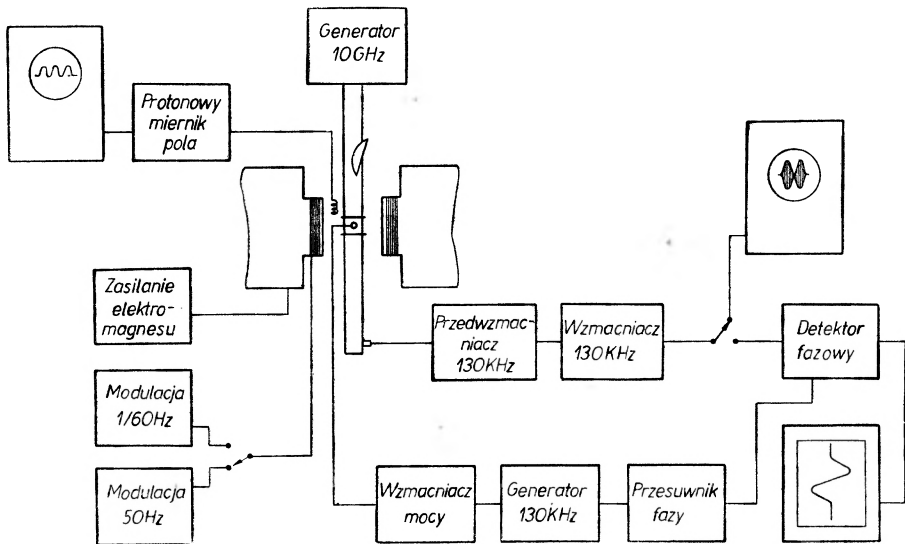 Generator
10GHz
Protonowy
miernik
pola
Zasilanie
elektro-
magnesu
Przedwzmac-
niacz
130KHz
Wzmacniacz
130KHz
Detektor
fazowy
Modulacja
1/60Hz
Modulacja
50Hz
Wzmacniacz
mocy
Generator
130KHz
Przesuwnik
fazy